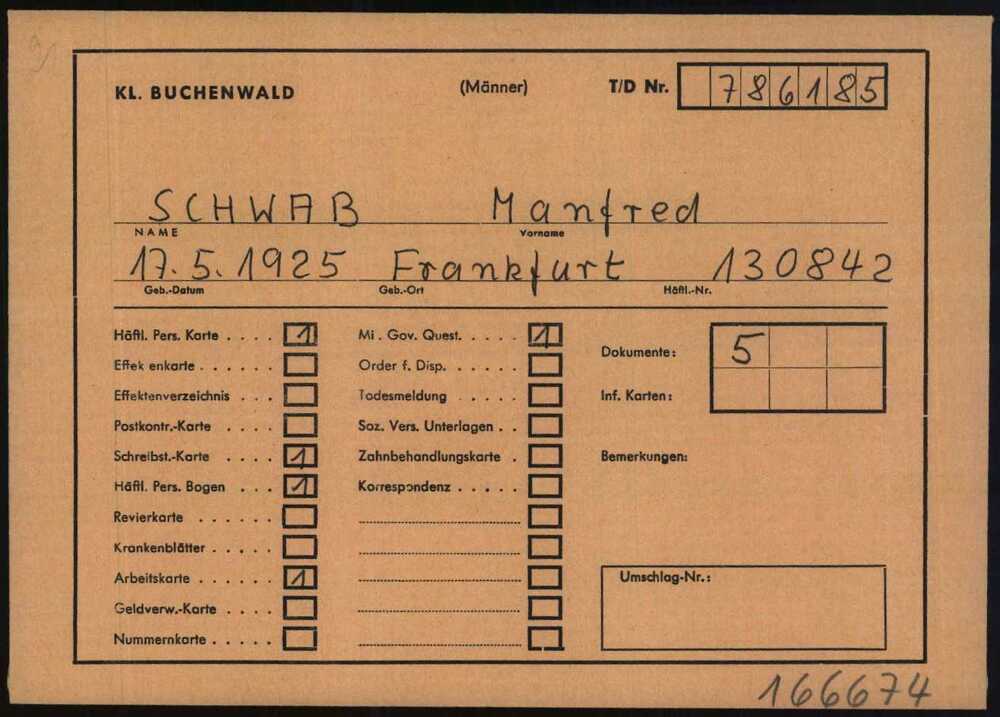 KL. BUCHENWALD (Männer) T/D Nr. 786185
SCHWAB Manfred
NAME Vorname
17.5.1925 Frankfurt 130842
Geb.-Datum Geb.-Ort Häftl.-Nr.
Häftl. Pers. Karte . . . . 1 Mi. Gov. Quest. . . . . . 1
Dokumente: 5
Effek enkarte . . . . . . Order f. Disp. . . . . . .
Effektenverzeichnis . . . Todesmeldung . . . . . Inf. Karten:
Postkontr.-Karte . . . . Soz. Vers. Unterlagen . .
Schreibst.-Karte . . . . 1 Zahnbehandlungskarte . Bemerkungen:
Häftl. Pers. Bogen . . . 1 Korrespondenz . . . . .
Revierkarte . . . . . .
Krankenblätter . . . . .
Arbeitskarte . . . . . . 1 Umschlag-Nr.:
Geldverw.-Karte . . . .
Nummernkarte . . . . .
166674